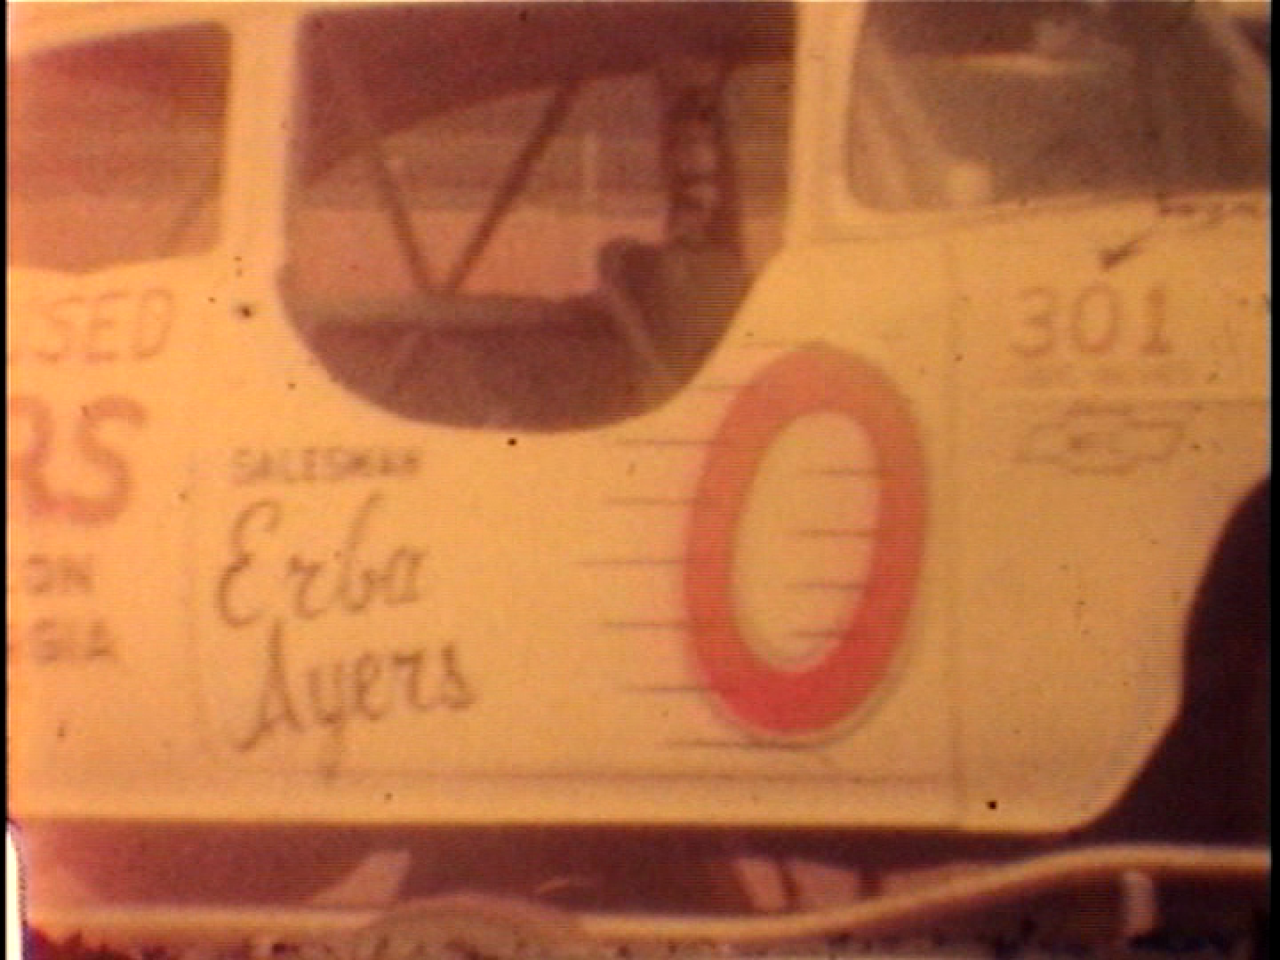 SED
RS
ON
GIA
SALESMAN
Erba
Ayers
0
301